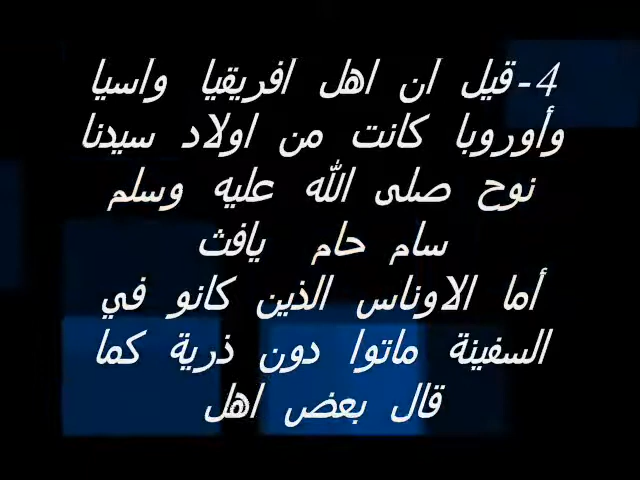 4-قيل ان اهل افريقيا واسيا
وأوروبا كانت من اولاد سيدنا
نوح صلى الله عليه وسلم
سام حام يافث
أما الاوناس الذين كانو في
السفينة ماتوا دون ذرية كما
قال بعض اهل